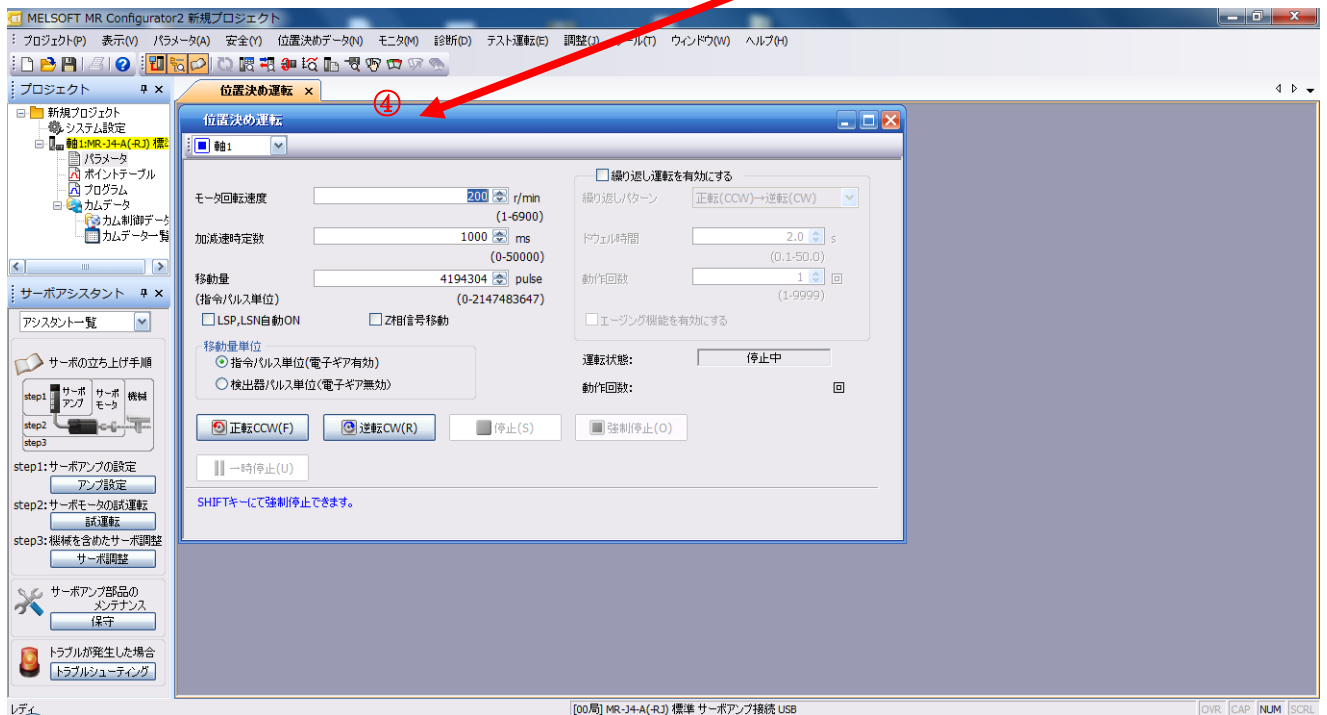 MELSOFT MR Configurator2 新規プロジェクト
プロジェクト(P) 表示(V) パラメータ(A) 安全(Y) 位置決めデータ(N) モニタ(M) 診断(D) テスト運転(E) 調整(J) ツール(T) ウィンドウ(W) ヘルプ(H)
プロジェクト
新規プロジェクト
システム設定
軸1:MR-J4-A(-RJ) 標準
パラメータ
ポイントテーブル
プログラム
カムデータ
カム制御データ
カムデータ一覧
サーボアシスタント
アシスタント一覧
サーボの立ち上げ手順
step1 サーボアンプ サーボモータ 機械
step2
step3
step1:サーボアンプの設定
アンプ設定
step2:サーボモータの試運転
試運転
step3:機械を含めたサーボ調整
サーボ調整
サーボアンプ部品の
メンテナンス
保守
トラブルが発生した場合
トラブルシューティング
位置決め運転
④
位置決め運転
軸1
モータ回転速度 200 r/min
(1-6900)
加減速時定数 1000 ms
(0-50000)
移動量 4194304 pulse
(指令パルス単位) (0-2147483647)
LSP,LSN自動ON Z相信号移動
移動量単位
指令パルス単位(電子ギア有効)
検出器パルス単位(電子ギア無効)
繰り返し運転を有効にする
繰り返しパターン 正転(CCW)→逆転(CW)
ドウェル時間 2.0 s
(0.1-50.0)
動作回数 1 回
(1-9999)
エージング機能を有効にする
運転状態: 停止中
動作回数: 回
正転CCW(F) 逆転CW(R) 停止(S) 強制停止(O)
一時停止(U)
SHIFTキーにて強制停止できます。
レディ [00局] MR-J4-A(-RJ) 標準 サーボアンプ接続 USB OVR CAP NUM SCRL